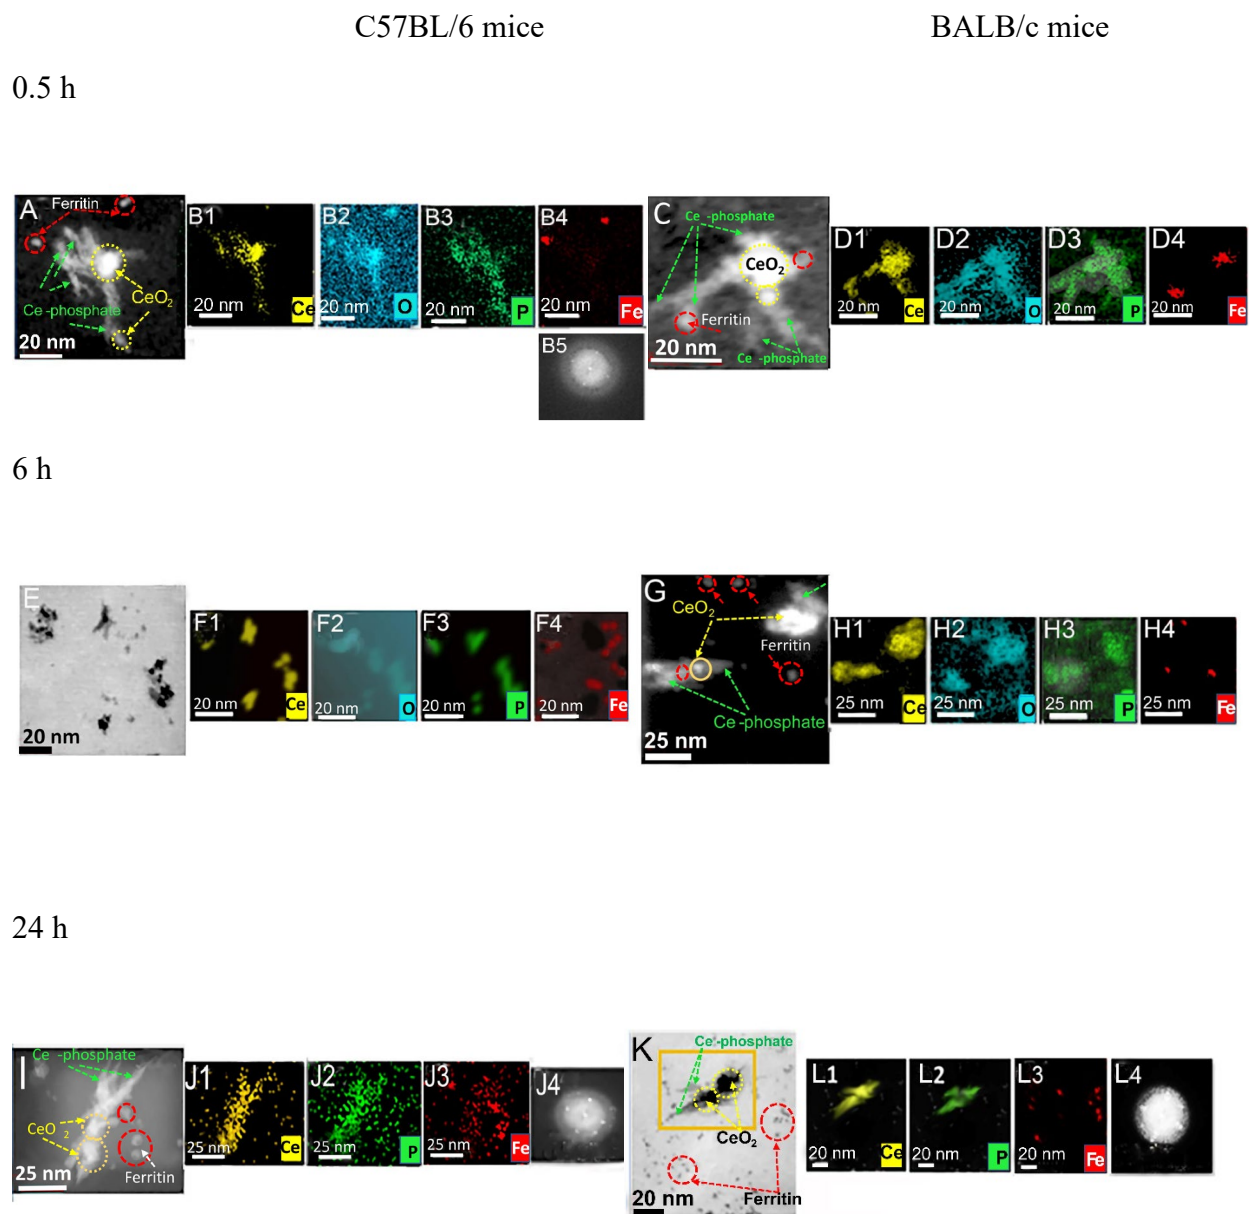 C57BL/6 mice
BALB/c mice
0.5 h
A
Ferritin
Ce-phosphate
CeO2
20 nm
B1
20 nm
Ce
B2
20 nm
O
B3
20 nm
P
B4
20 nm
Fe
B5
C
Ce -phosphate
CeO2
Ferritin
Ce -phosphate
20 nm
D1
20 nm
Ce
D2
20 nm
O
D3
20 nm
P
D4
20 nm
Fe
6 h
E
20 nm
F1
20 nm
Ce
F2
20 nm
O
F3
20 nm
P
F4
20 nm
Fe
G
CeO2
Ferritin
Ce-phosphate
25 nm
H1
25 nm
Ce
H2
25 nm
O
H3
25 nm
P
H4
25 nm
Fe
24 h
I
Ce -phosphate
CeO 2
Ferritin
25 nm
J1
25 nm
Ce
J2
25 nm
P
J3
25 nm
Fe
J4
K
Ce-phosphate
CeO2
Ferritin
20 nm
L1
20 nm
Ce
L2
20 nm
P
L3
20 nm
Fe
L4